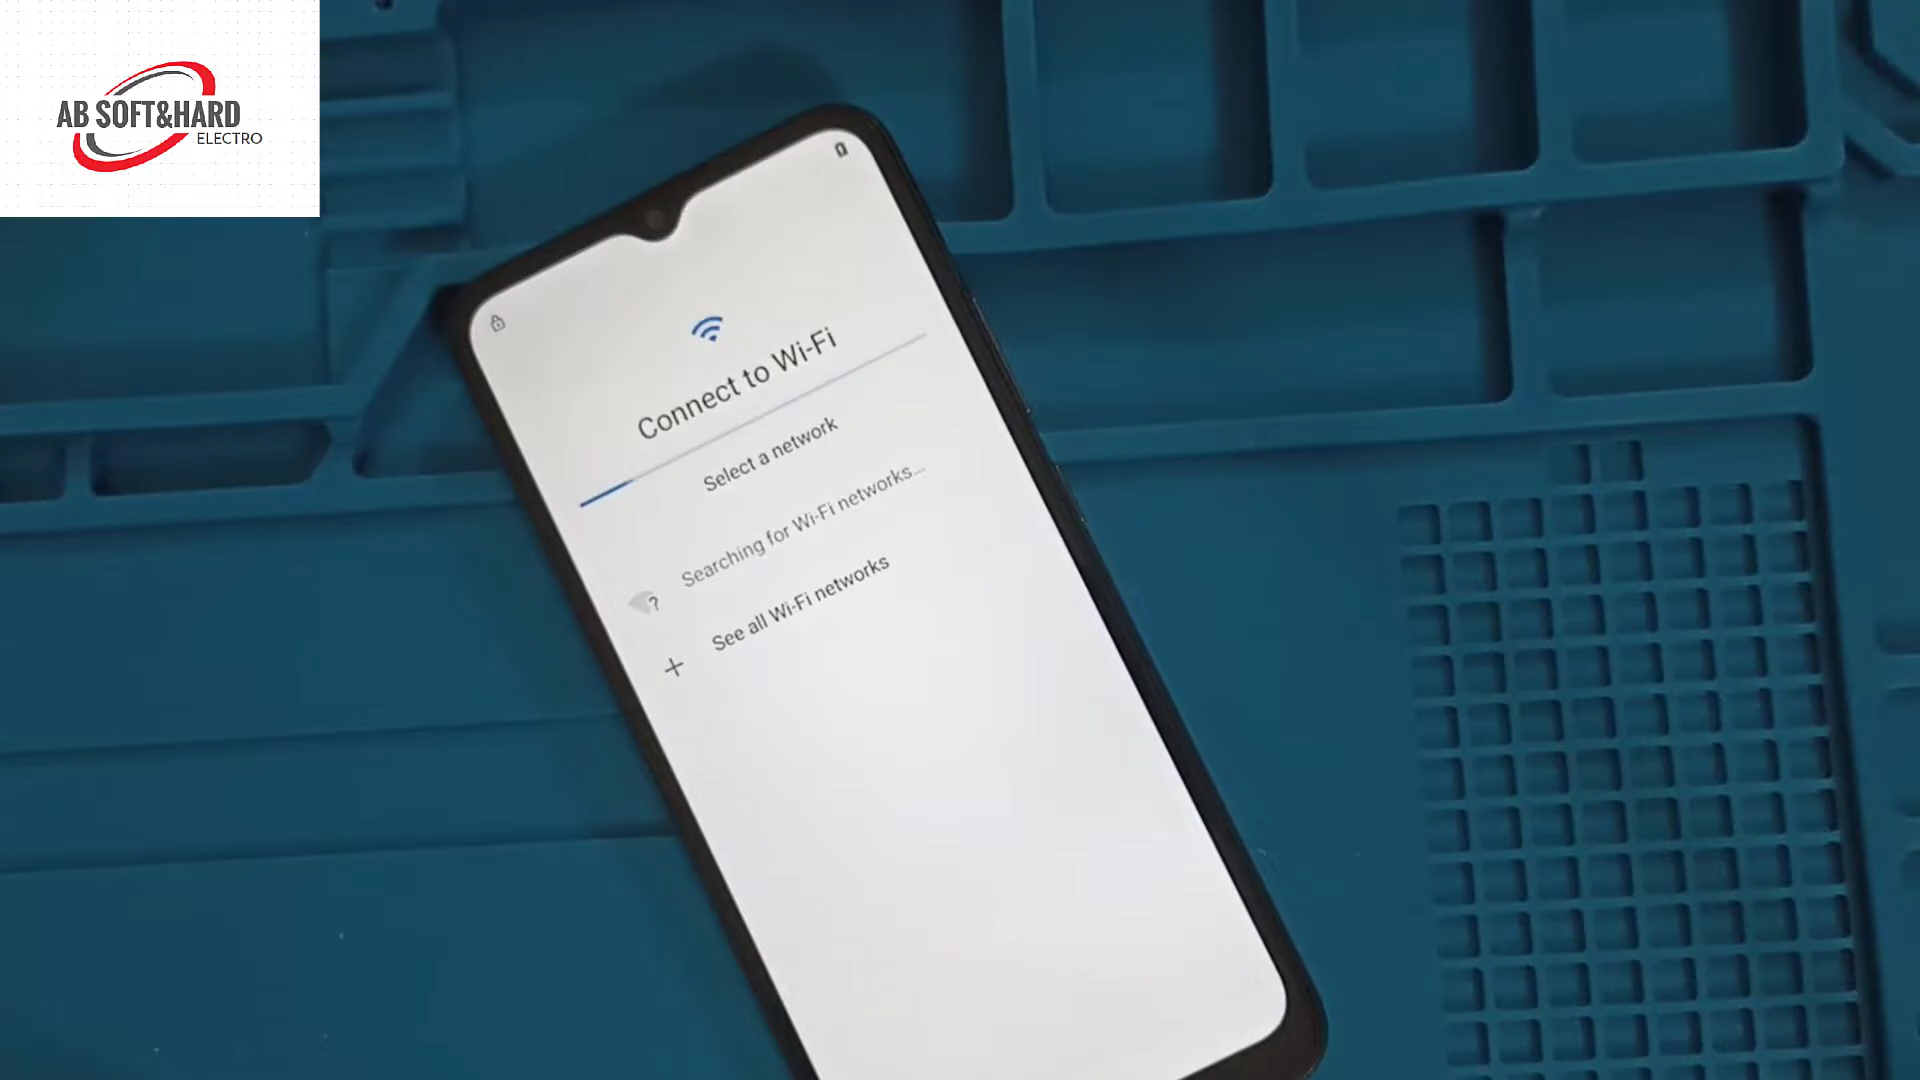 AB SOFT&HARD
ELECTRO
Connect to Wi-Fi
Select a network
Searching for Wi-Fi networks...
?
See all Wi-Fi networks